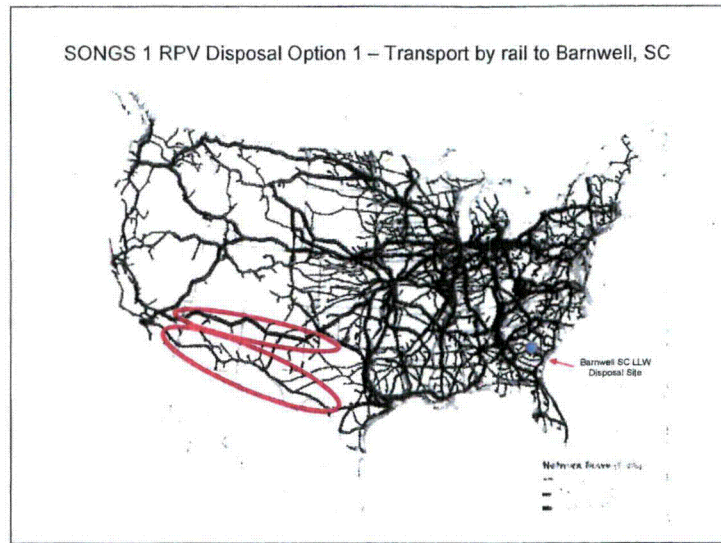 SONGS 1 RPV Disposal Option 1 – Transport by rail to Barnwell, SC
Barnwell SC LLW
Disposal Site